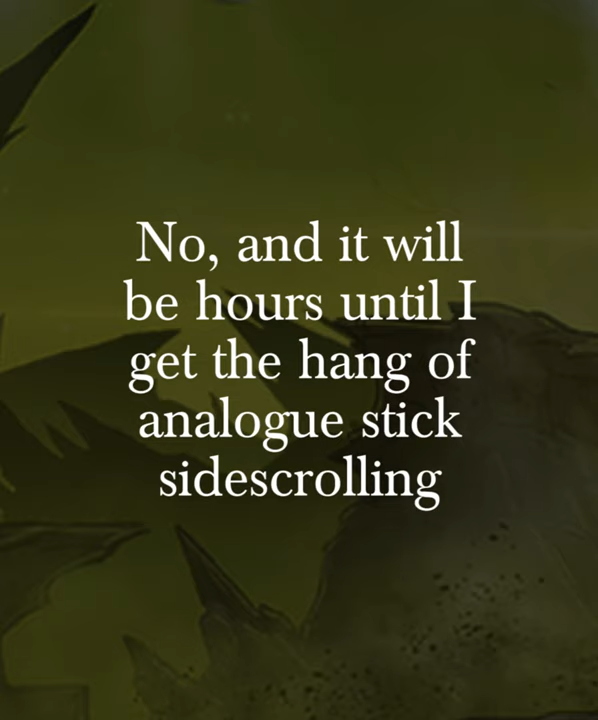 No, and it will
be hours until I
get the hang of
analogue stick
sidescrolling